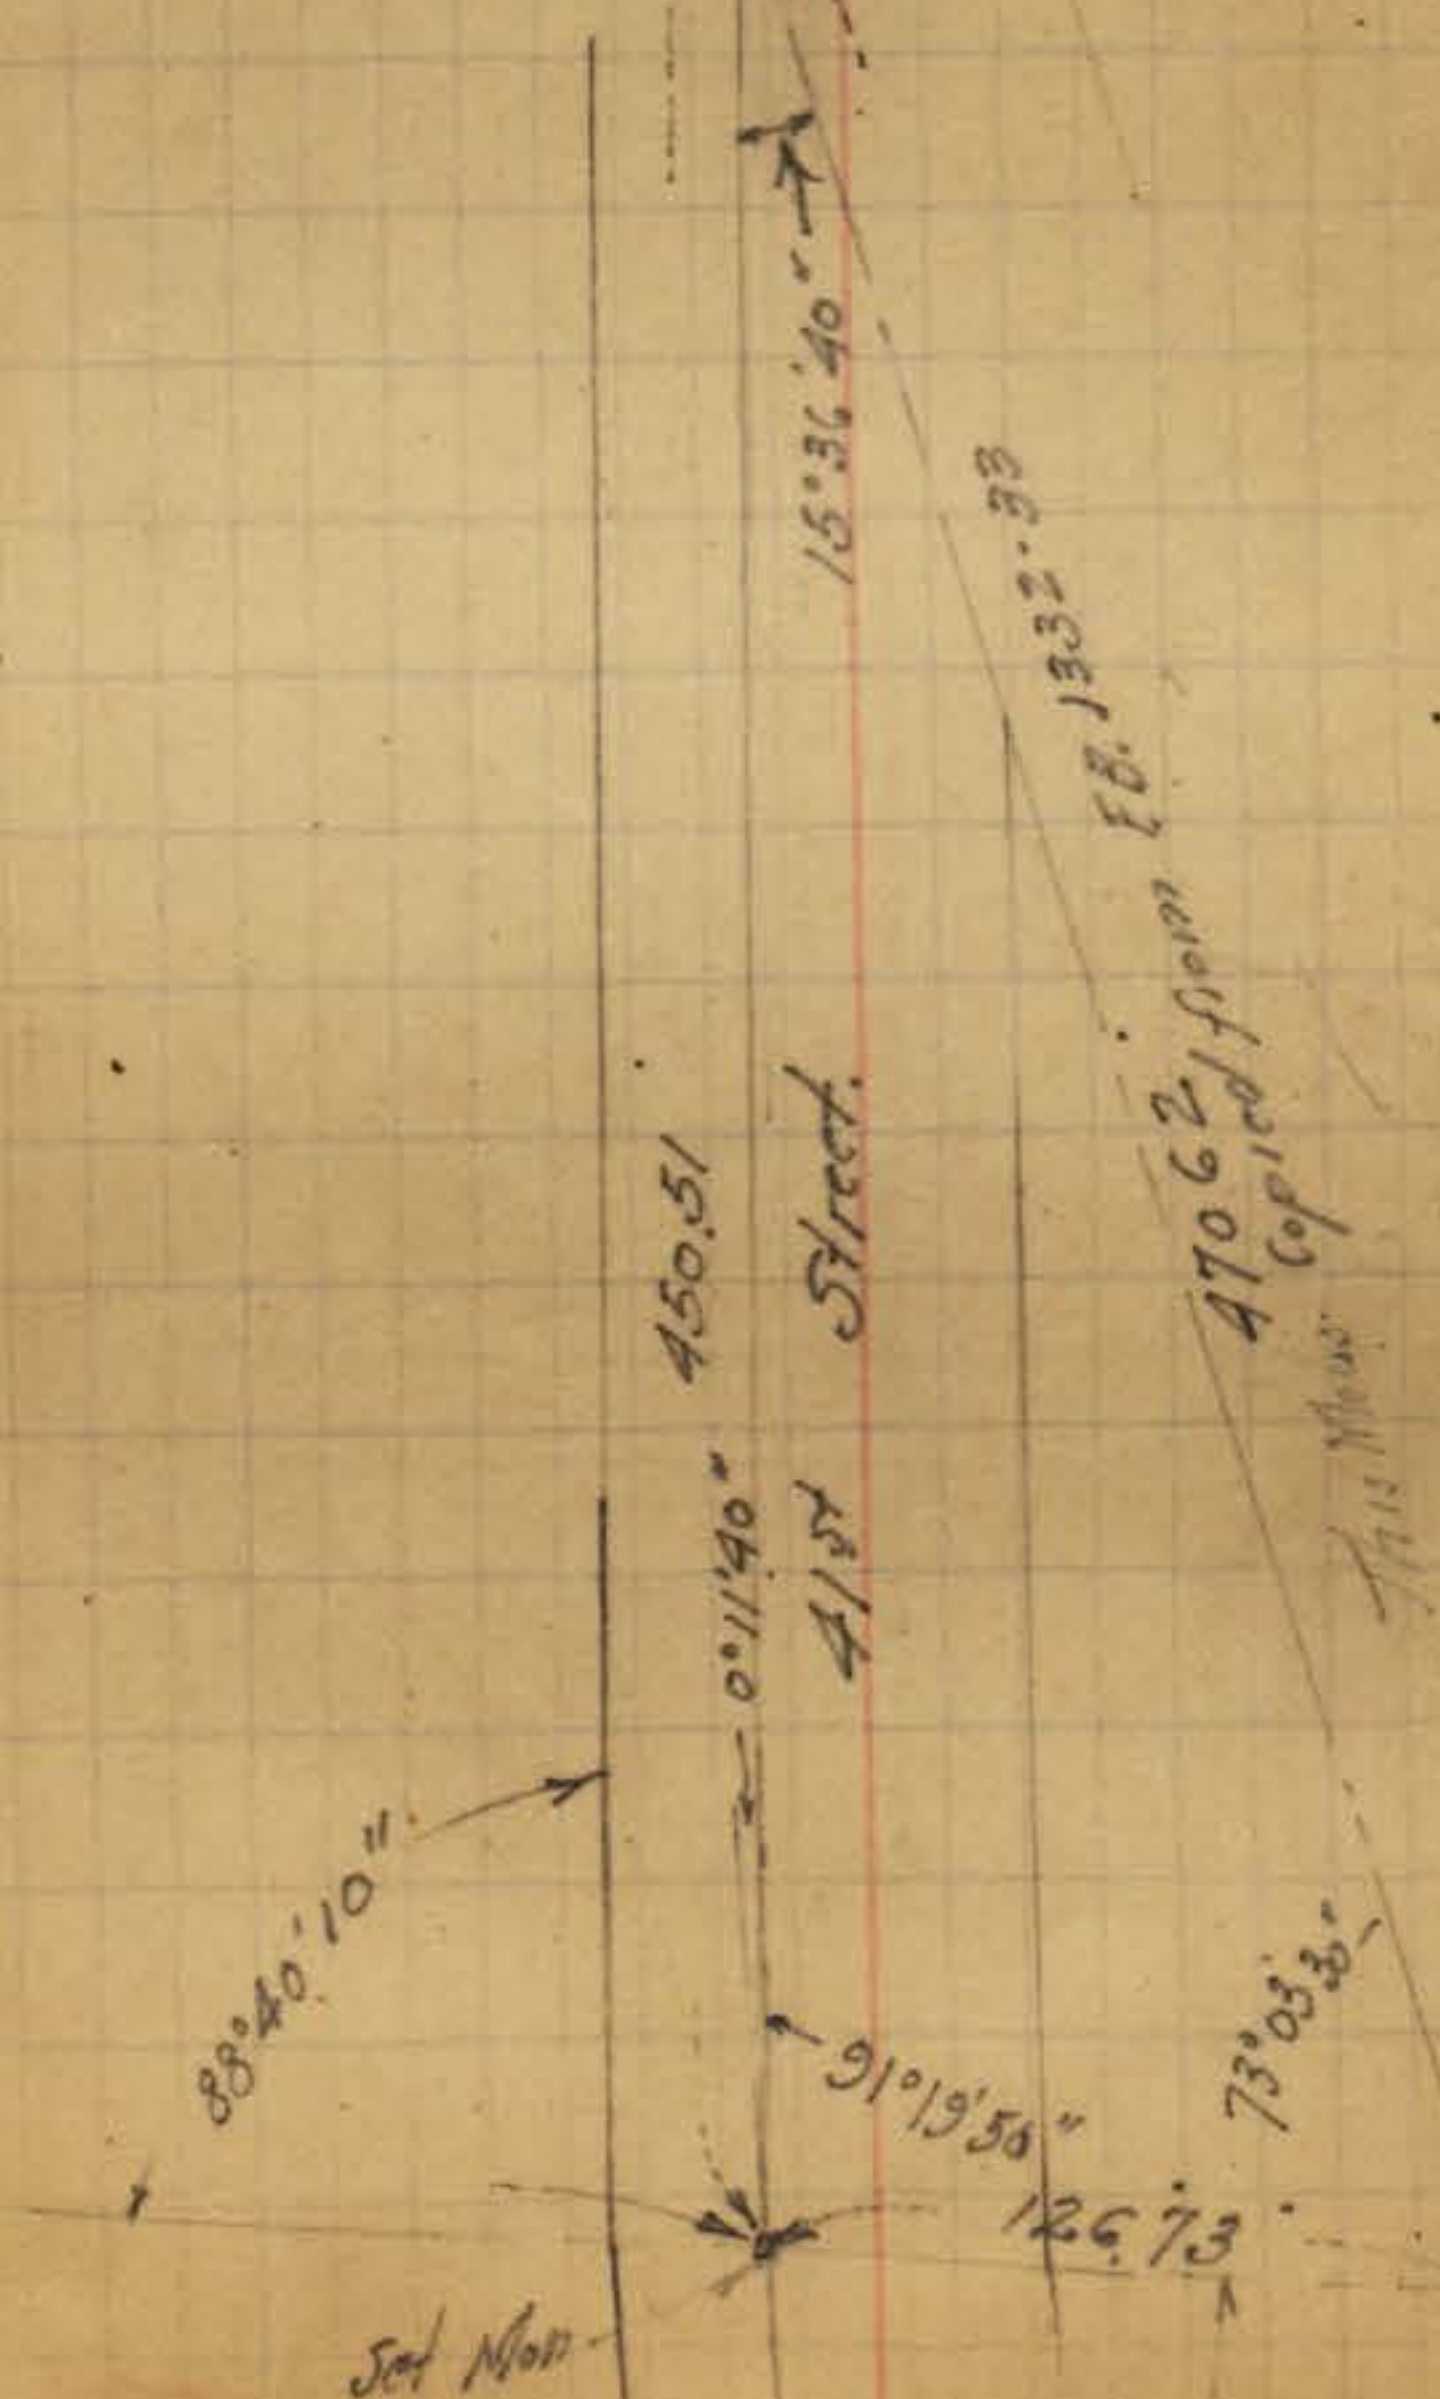 15°36'40"
F.B. 1332-33
Copied from
470.62
450.51
41st Street.
0°11'40"
88°40'10"
91°19'50"
73°03'30"
126.73
Set Mon